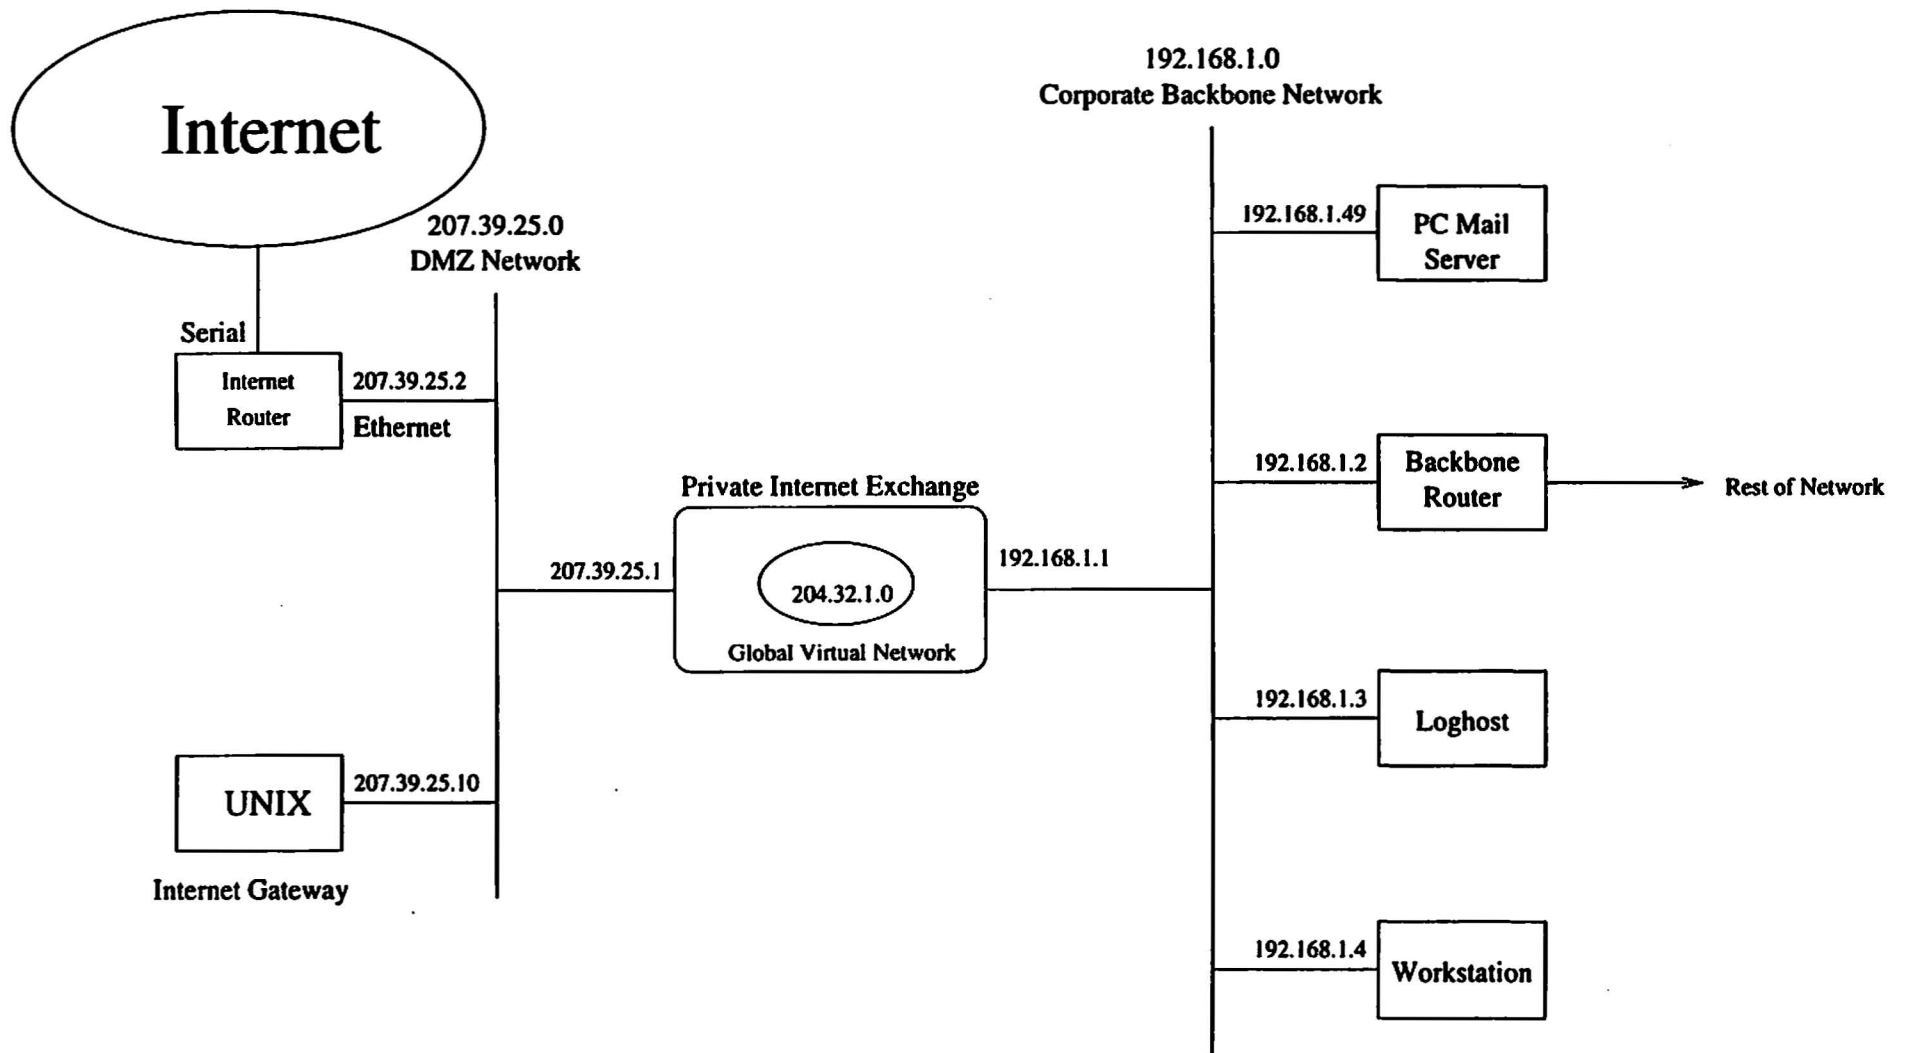 Internet
192.168.1.0
Corporate Backbone Network
207.39.25.0
DMZ Network
192.168.1.49
PC Mail
Server
Serial
Internet
Router
207.39.25.2
Ethernet
192.168.1.2
Backbone
Router
Rest of Network
Private Internet Exchange
207.39.25.1
204.32.1.0
Global Virtual Network
192.168.1.1
192.168.1.3
Loghost
UNIX
207.39.25.10
Internet Gateway
192.168.1.4
Workstation